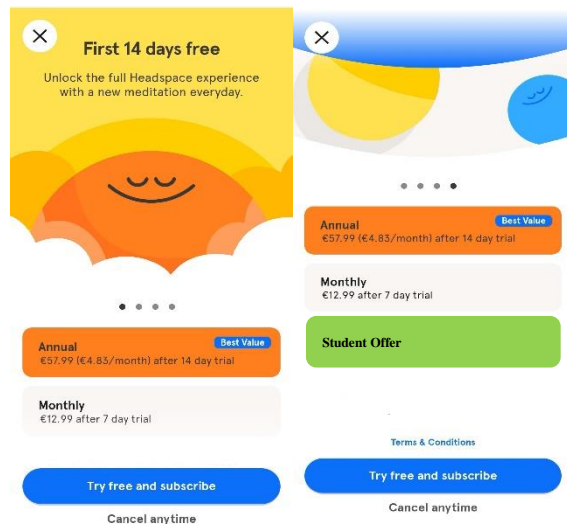 First 14 days free
Unlock the full Headspace experience
with a new meditation everyday.
Annual
Best Value
€57.99 (€4.83/month) after 14 day trial
Monthly
€12.99 after 7 day trial
Try free and subscribe
Cancel anytime
Annual
Best Value
€57.99 (€4.83/month) after 14 day trial
Monthly
€12.99 after 7 day trial
Student Offer
Terms & Conditions
Try free and subscribe
Cancel anytime